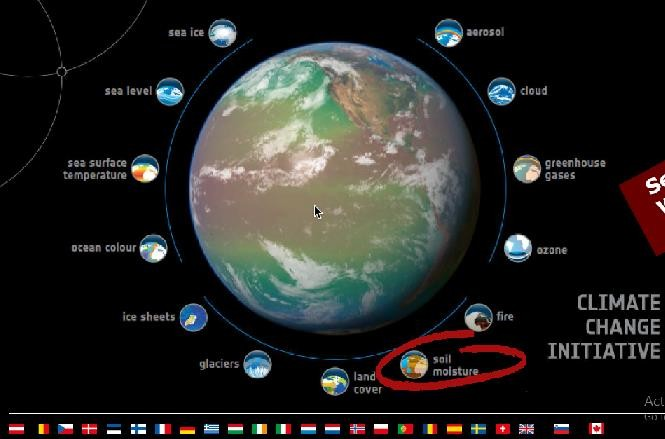 sea ice
aerosol
sea level
cloud
sea surface
temperature
greenhouse
gases
ocean colour
ozone
ice sheets
fire
CLIMATE
CHANGE
INITIATIVE
glaciers
soil
moisture
land
cover
Act